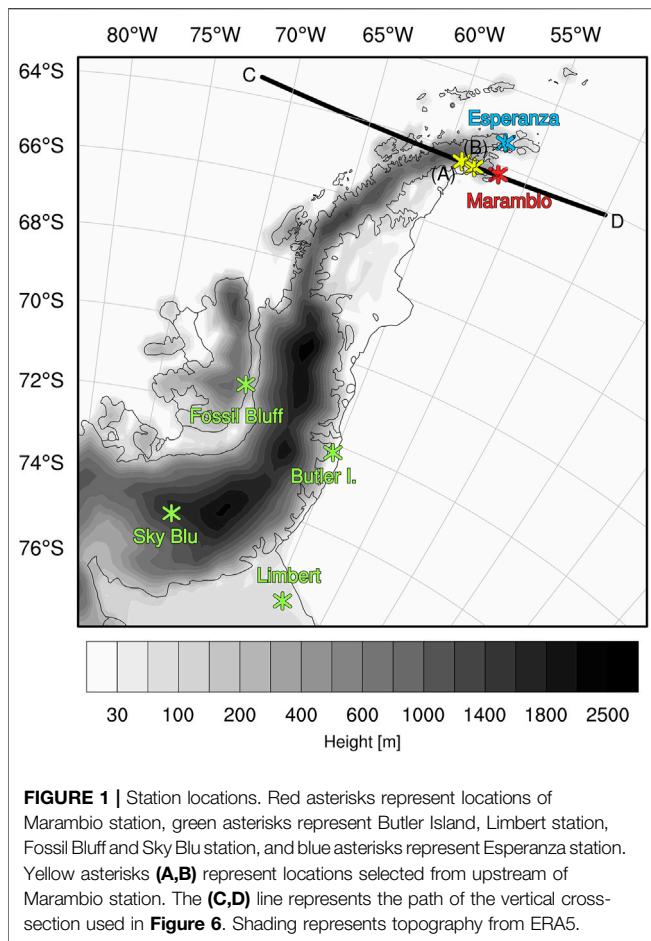 80°W 75°W 70°W 65°W 60°W 55°W
64°S
66°S
68°S
70°S
72°S
74°S
76°S
C
Esperanza
(B)
(A)
Marambio
D
Fossil Bluff
Butler I.
Sky Blu
Limbert
30 100 200 400 600 1000 1400 1800 2500
Height [m]
FIGURE 1 | Station locations. Red asterisks represent locations of
Marambio station, green asterisks represent Butler Island, Limbert station,
Fossil Bluff and Sky Blu station, and blue asterisks represent Esperanza station.
Yellow asterisks (A,B) represent locations selected from upstream of
Marambio station. The (C,D) line represents the path of the vertical cross-
section used in Figure 6. Shading represents topography from ERA5.